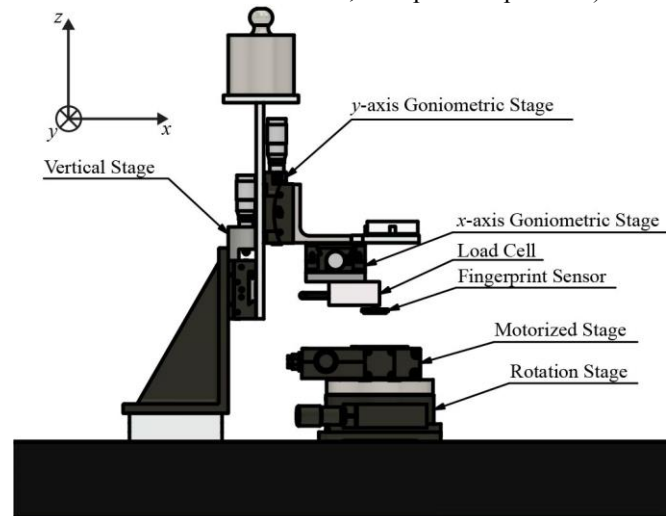 z
y-axis Goniometric Stage
y
x
Vertical Stage
x-axis Goniometric Stage
Load Cell
Fingerprint Sensor
Motorized Stage
Rotation Stage